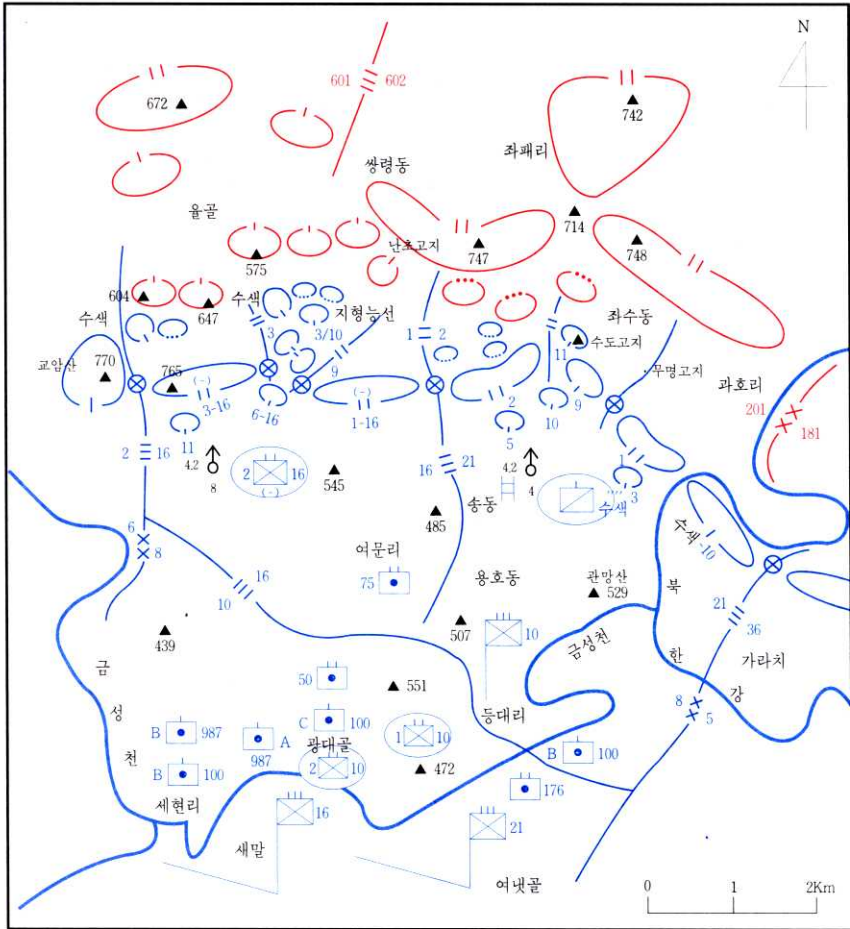 N
601 602
672
742
쌍령동
좌패리
율골
714
난초고지
747
748
575
604
647
수색
수색
지형능선
좌수동
3
3/10
1 2
11
수도고지
교암산
770
765
9
무명고지
과호리
(-)
3-16
6-16
(-)
1-16
2
10
9
201
181
11
5
1
2 16
4.2
8
2 16
(-)
545
16 21
4.2
4
송동
수색
3
485
수색-10
6
8
여문리
75
용호동
관망산
529
북
한
강
16
10
21
36
439
507
10
금성천
가라치
금
성
천
50
551
등대리
8
5
B 987
A
987
C 100
광대골
1 10
B 100
B 100
2 10
472
176
세현리
16
21
새말
여냇골
0 1 2Km